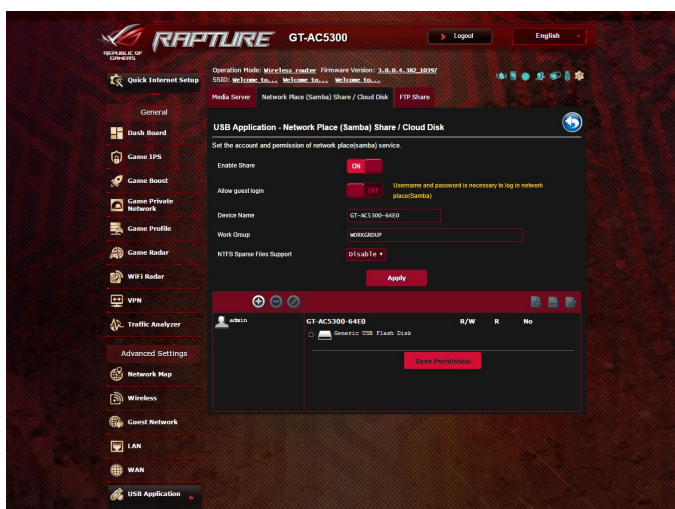 REPUBLIC OF
GAMERS
RAPTURE
GT-AC5300
Logout
English
Quick Internet Setup
Operation Mode: Wireless router Firmware Version: 3.0.0.4.382_10397
SSID: Welcome to... Welcome to... Welcome to...
Media Server
Network Place (Samba) Share / Cloud Disk
FTP Share
General
Dash Board
Game IPS
Game Boost
Game Private
Network
Game Profile
Game Radar
WiFi Radar
VPN
Traffic Analyzer
Advanced Settings
Network Map
Wireless
Guest Network
LAN
WAN
USB Application
USB Application - Network Place (Samba) Share / Cloud Disk
Set the account and permission of network place(samba) service.
Enable Share
ON
Allow guest login
OFF
Username and password is necessary to log in network
place(Samba)
Device Name
GT-AC5300-64E0
Work Group
WORKGROUP
NTFS Sparse Files Support
Disable
Apply
admin
GT-AC5300-64E0
R/W
R
No
Generic USB Flash Disk
Save Permission